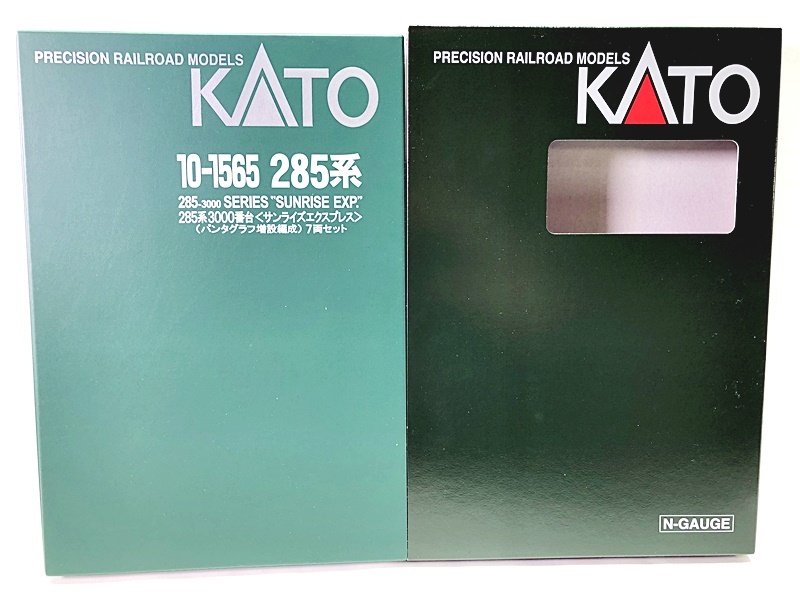 PRECISION RAILROAD MODELS
KATO
10-1565 285系
285-3000 SERIES "SUNRISE EXP."
285系3000番台<サンライズエクスプレス>
(パンタグラフ増設編成)7両セット
PRECISION RAILROAD MODELS
KATO
N-GAUGE